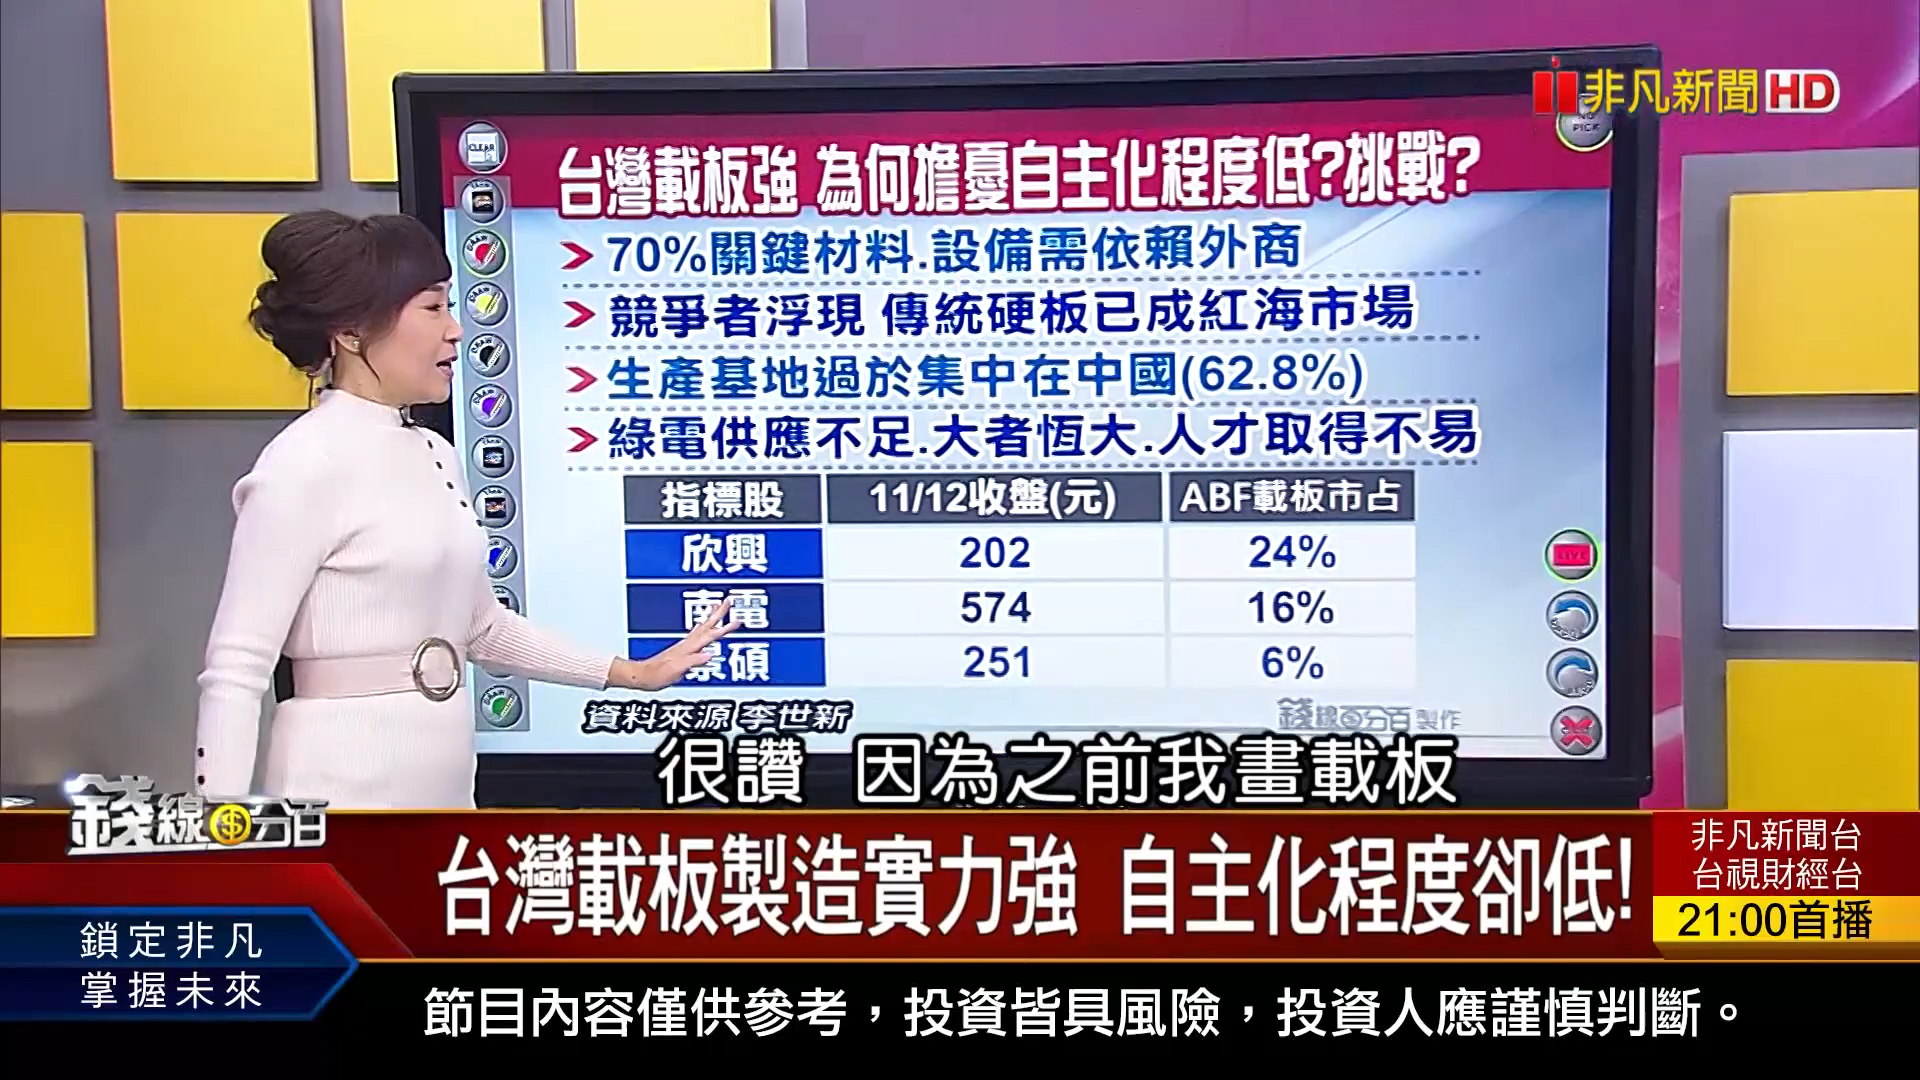 非凡新聞HD
CLEAR
PICK
台灣載板強 為何擔憂自主化程度低?挑戰?
70%關鍵材料.設備需依賴外商
競爭者浮現 傳統硬板已成紅海市場
生產基地過於集中在中國(62.8%)
綠電供應不足.大者恆大.人才取得不易
指標股 11/12收盤(元) ABF載板市占
欣興 202 24%
南電 574 16%
景碩 251 6%
LIVE
資料來源 李世新
錢線百分百 製作
很讚 因為之前我畫載板
錢線百分百
台灣載板製造實力強 自主化程度卻低!
非凡新聞台
台視財經台
21:00首播
鎖定非凡
掌握未來
節目內容僅供參考，投資皆具風險，投資人應謹慎判斷。